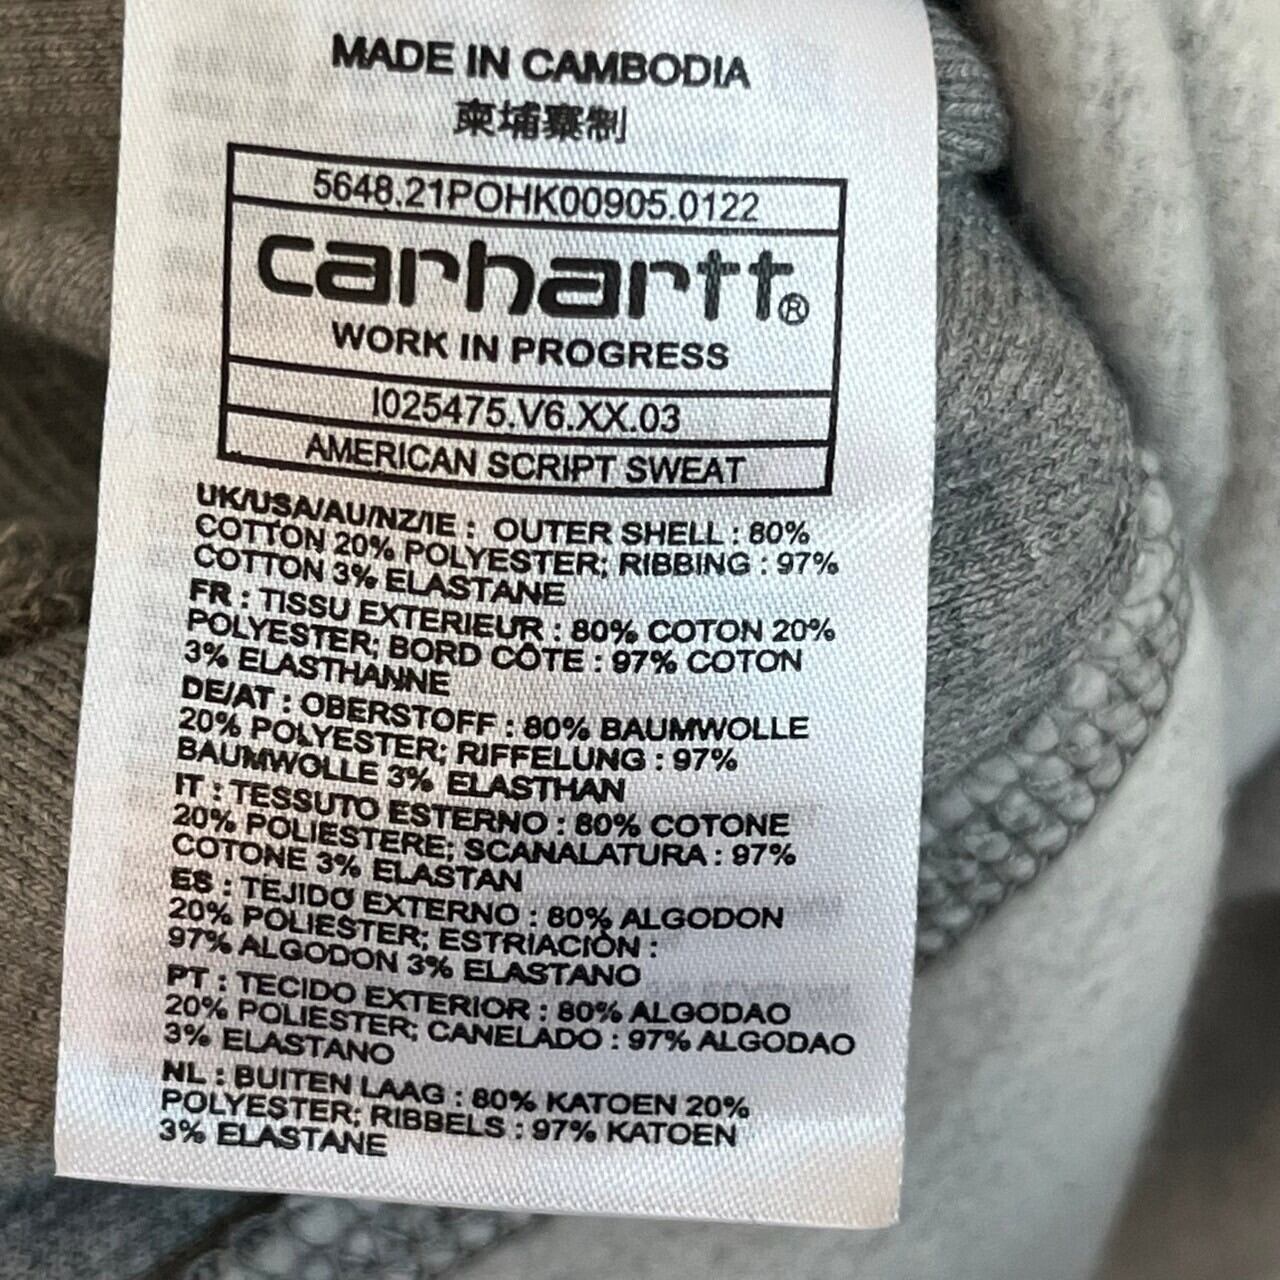 MADE IN CAMBODIA
柬埔寨制
5648.21POHK00905.0122
carhartt®
WORK IN PROGRESS
I025475.V6.XX.03
AMERICAN SCRIPT SWEAT
UK/USA/AU/NZ/IE : OUTER SHELL : 80%
COTTON 20% POLYESTER; RIBBING : 97%
COTTON 3% ELASTANE
FR : TISSU EXTERIEUR : 80% COTON 20%
POLYESTER; BORD CÔTE : 97% COTON
3% ELASTHANNE
DE/AT : OBERSTOFF : 80% BAUMWOLLE
20% POLYESTER; RIFFELUNG : 97%
BAUMWOLLE 3% ELASTHAN
IT : TESSUTO ESTERNO : 80% COTONE
20% POLIESTERE; SCANALATURA : 97%
COTONE 3% ELASTAN
ES : TEJIDO EXTERNO : 80% ALGODON
20% POLIESTER; ESTRIACIÓN :
97% ALGODON 3% ELASTANO
PT : TECIDO EXTERIOR : 80% ALGODAO
20% POLIESTER; CANELADO : 97% ALGODAO
3% ELASTANO
NL : BUITEN LAAG : 80% KATOEN 20%
POLYESTER; RIBBELS : 97% KATOEN
3% ELASTANE